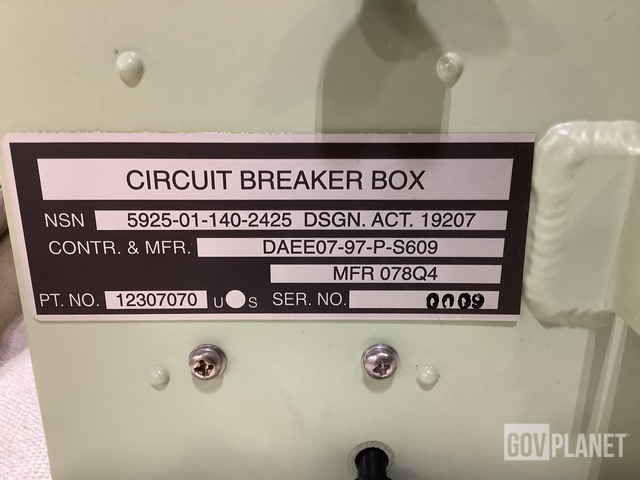 CIRCUIT BREAKER BOX
NSN 5925-01-140-2425 DSGN. ACT. 19207
CONTR. & MFR. DAEE07-97-P-S609
MFR 078Q4
PT. NO. 12307070 U S SER. NO. 0009
GOVPLANET